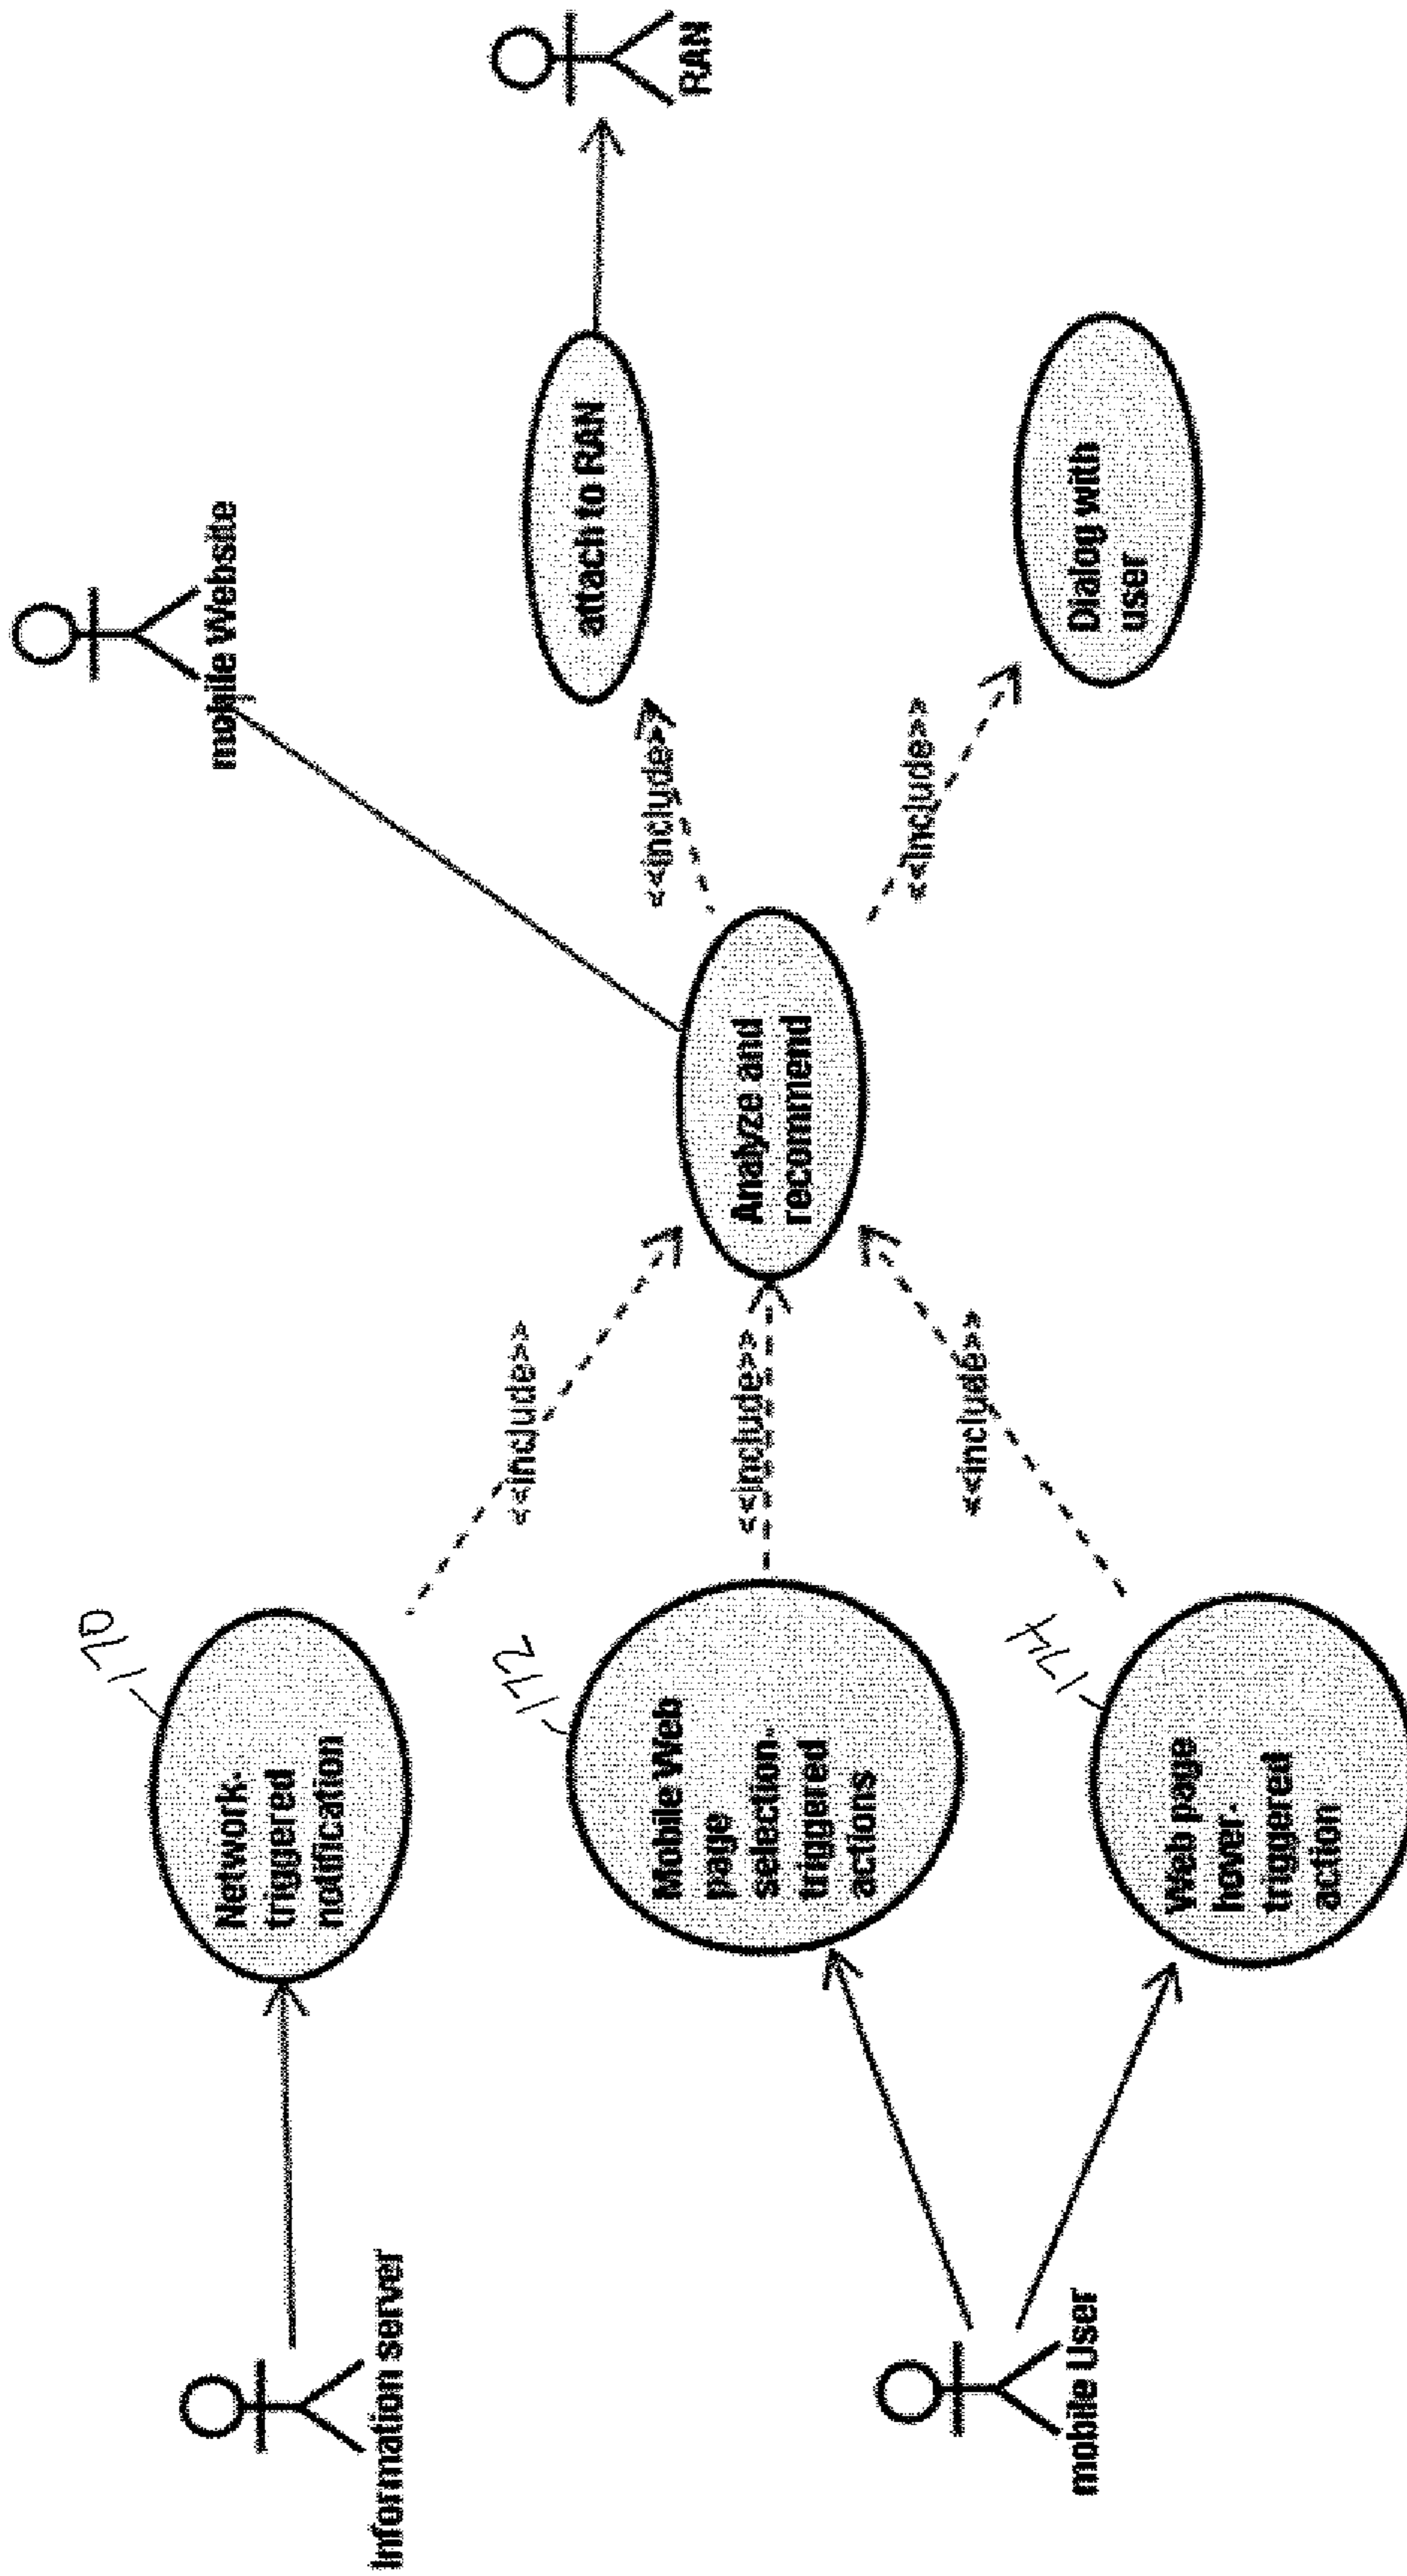 Information server
mobile User
Network-
triggered
notification
170
Mobile Web
page
selection-
triggered
actions
172
Web page
hover-
triggered
action
174
<<include>>
<<include>>
<<include>>
Analyze and
recommend
<<include>>
<<include>>
mobile Website
attach to RAN
Dialog with
user
RAN